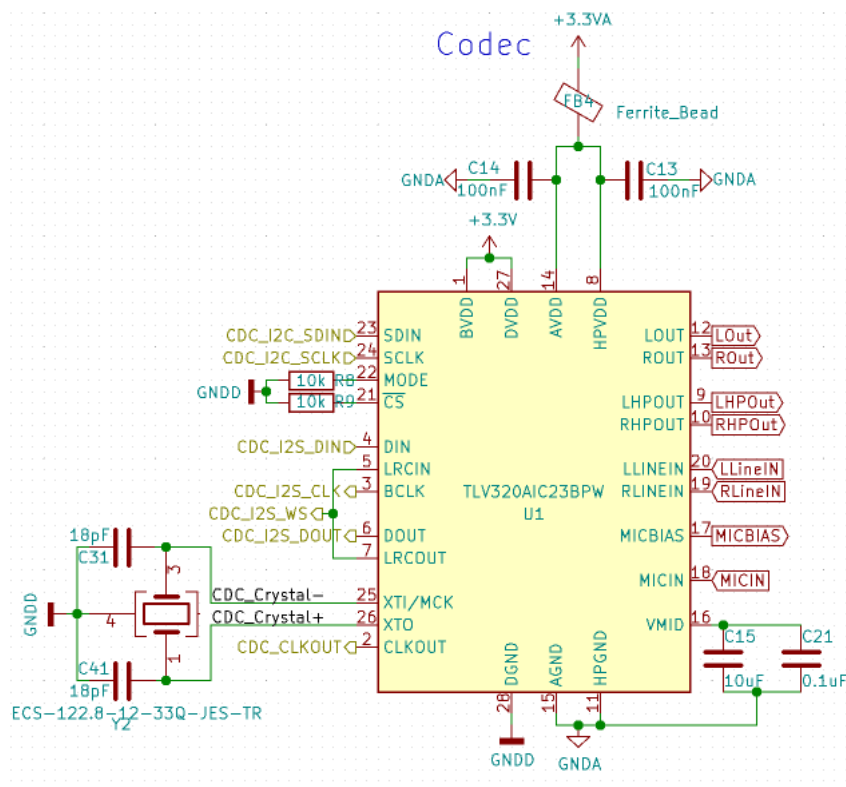 +3.3VA
Codec
FB4
Ferrite_Bead
C14
100nF
GNDA
C13
100nF
GNDA
+3.3V
1
27
14
8
BVDD
DVDD
AVDD
HPVDD
CDC_I2C_SDIN
23
SDIN
CDC_I2C_SCLK
24
SCLK
GNDD
10k
R8
22
MODE
10k
R9
21
CS
CDC_I2S_DIN
4
DIN
5
LRCIN
CDC_I2S_CLK
3
BCLK
CDC_I2S_WS
CDC_I2S_DOUT
6
DOUT
7
LRCOUT
CDC_Crystal-
25
XTI/MCK
CDC_Crystal+
26
XTO
CDC_CLKOUT
2
CLKOUT
TLV320AIC23BPW
U1
LOUT
12
LOut
ROUT
13
ROut
LHPOUT
9
LHPOut
RHPOUT
10
RHPOut
LLINEIN
20
LLineIN
RLINEIN
19
RLineIN
MICBIAS
17
MICBIAS
MICIN
18
MICIN
VMID
16
C15
10uF
C21
0.1uF
DGND
AGND
HPGND
28
15
11
GNDD
GNDA
18pF
C31
3
GNDD
4
1
C41
18pF
ECS-122.8-12-33Q-JES-TR
Y2